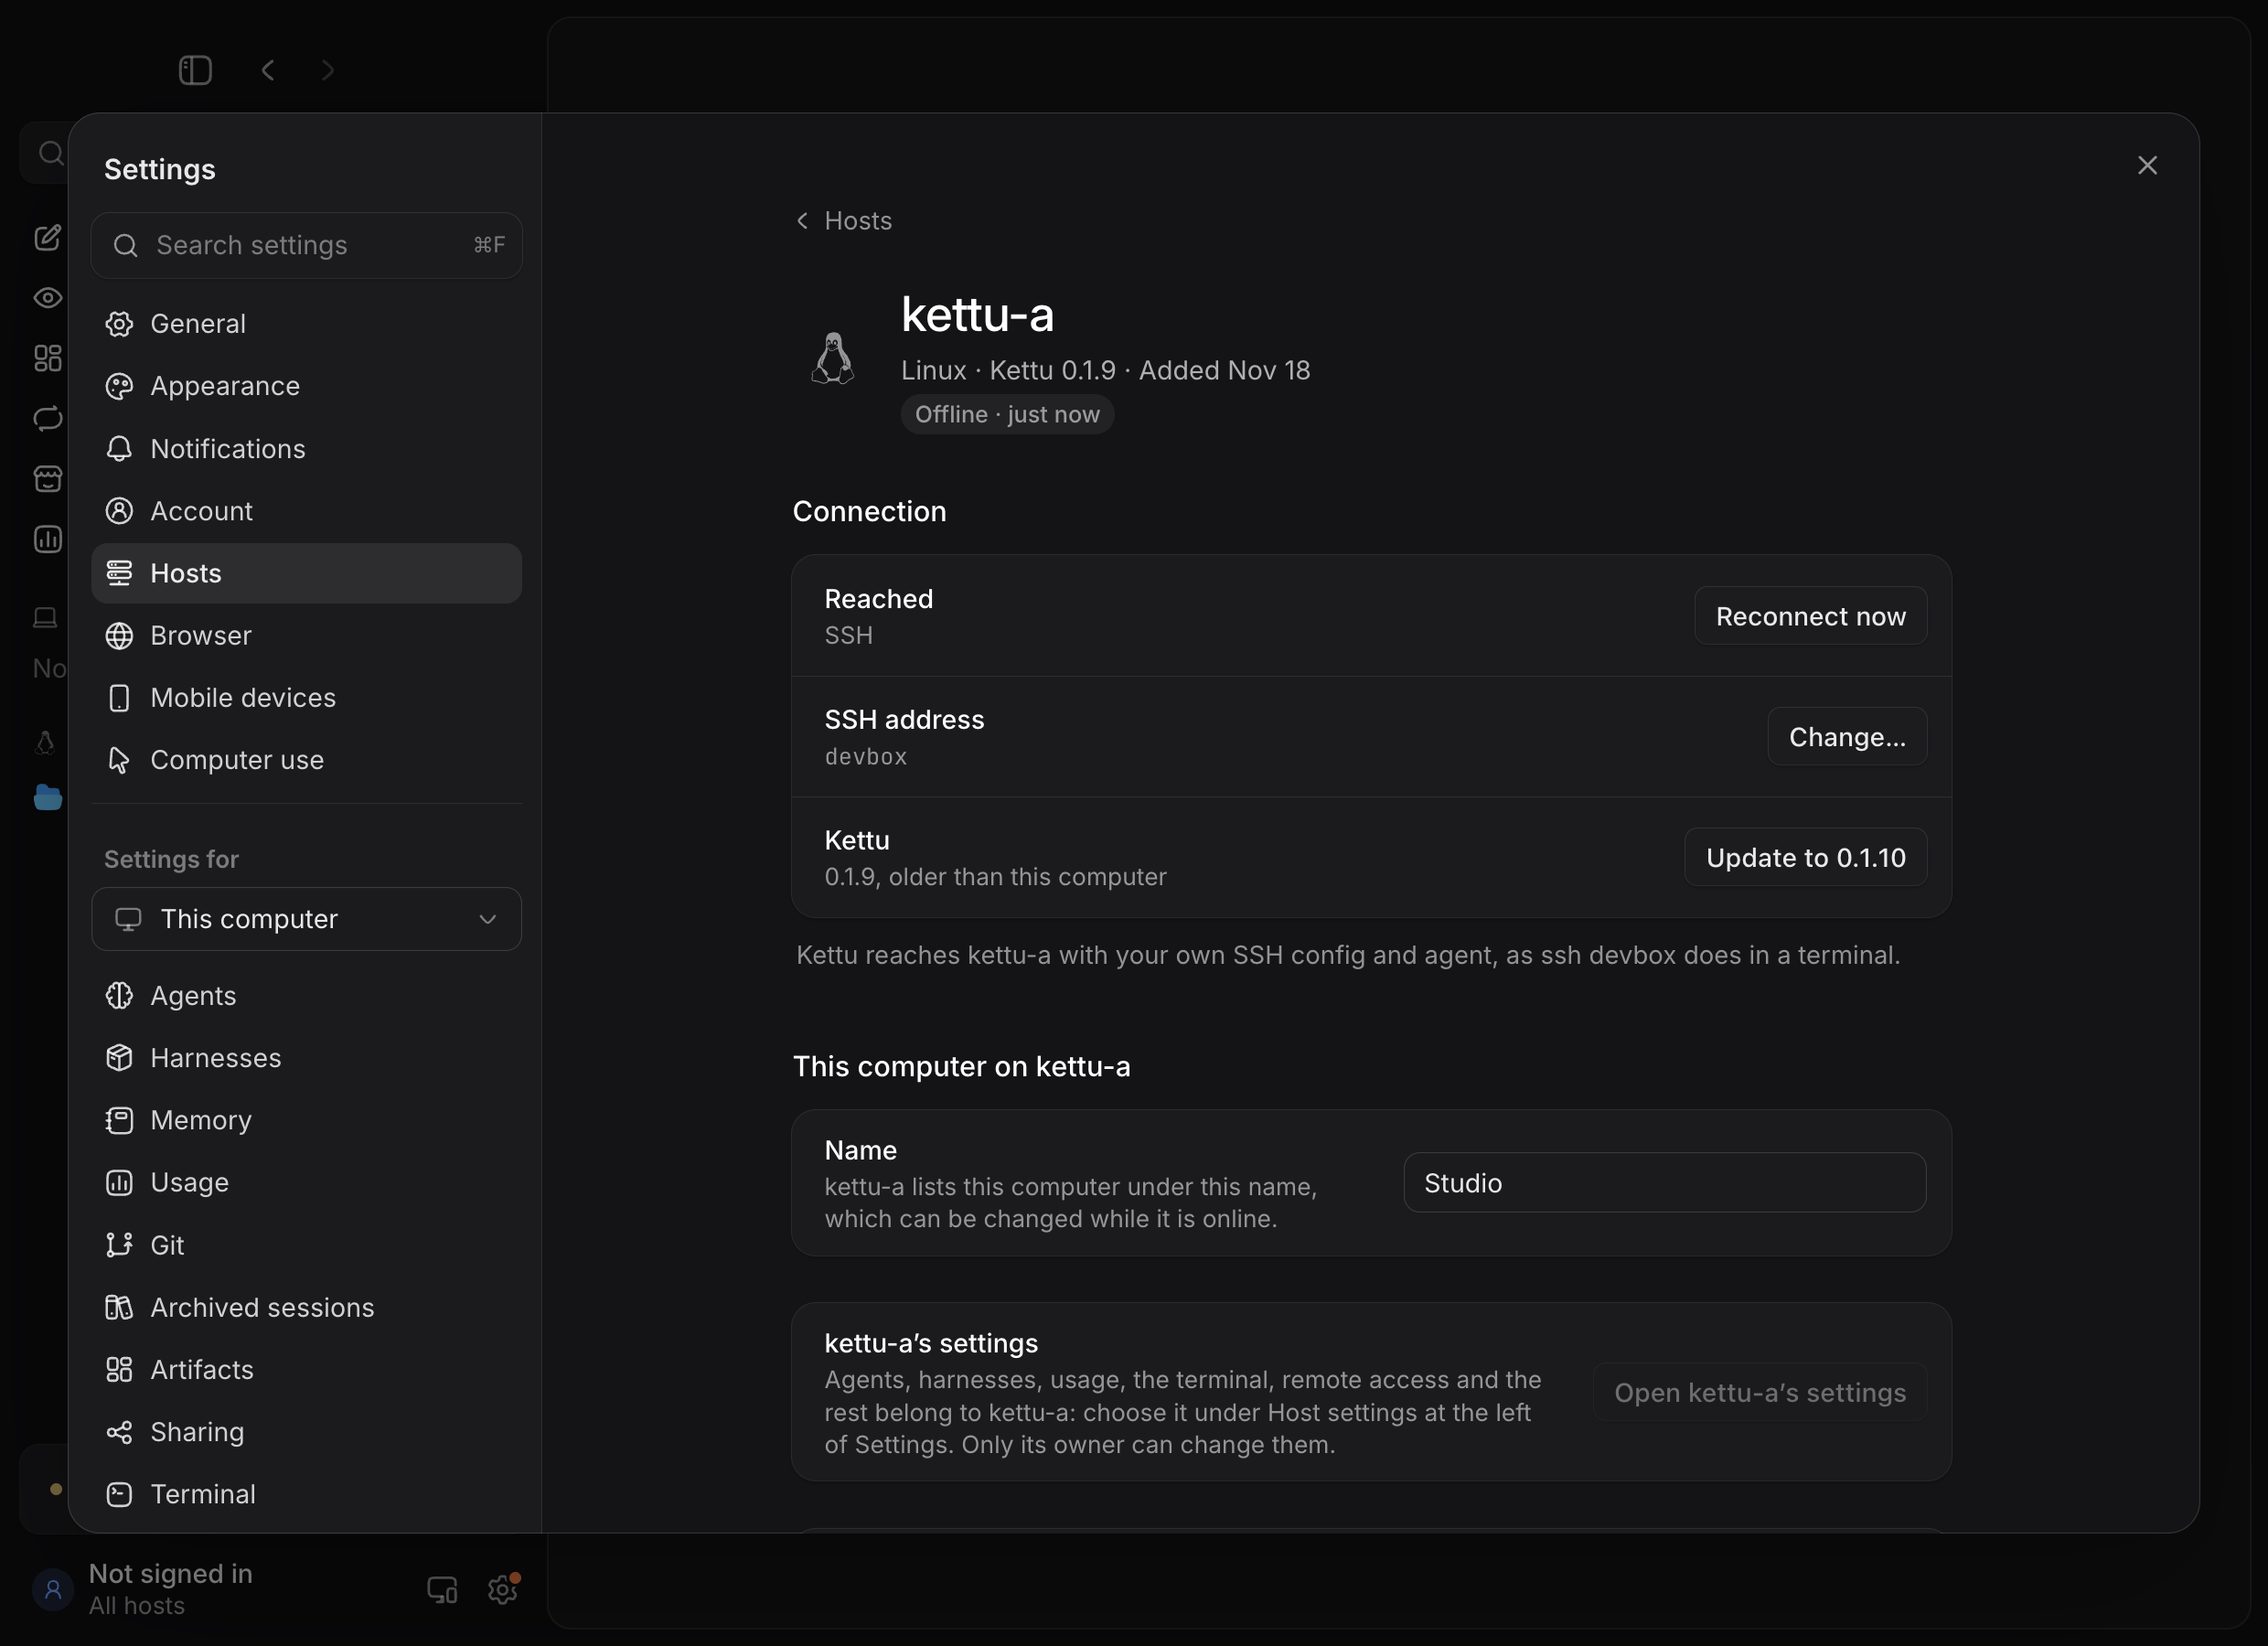 Settings
Search settings
⌘F
General
Appearance
Notifications
Account
Hosts
Browser
Mobile devices
Computer use
Settings for
This computer
Agents
Harnesses
Memory
Usage
Git
Archived sessions
Artifacts
Sharing
Terminal
No
Not signed in
All hosts
Hosts
kettu-a
Linux · Kettu 0.1.9 · Added Nov 18
Offline · just now
Connection
Reached
SSH
Reconnect now
SSH address
devbox
Change...
Kettu
0.1.9, older than this computer
Update to 0.1.10
Kettu reaches kettu-a with your own SSH config and agent, as ssh devbox does in a terminal.
This computer on kettu-a
Name
kettu-a lists this computer under this name,
which can be changed while it is online.
Studio
kettu-a’s settings
Agents, harnesses, usage, the terminal, remote access and the
rest belong to kettu-a: choose it under Host settings at the left
of Settings. Only its owner can change them.
Open kettu-a’s settings